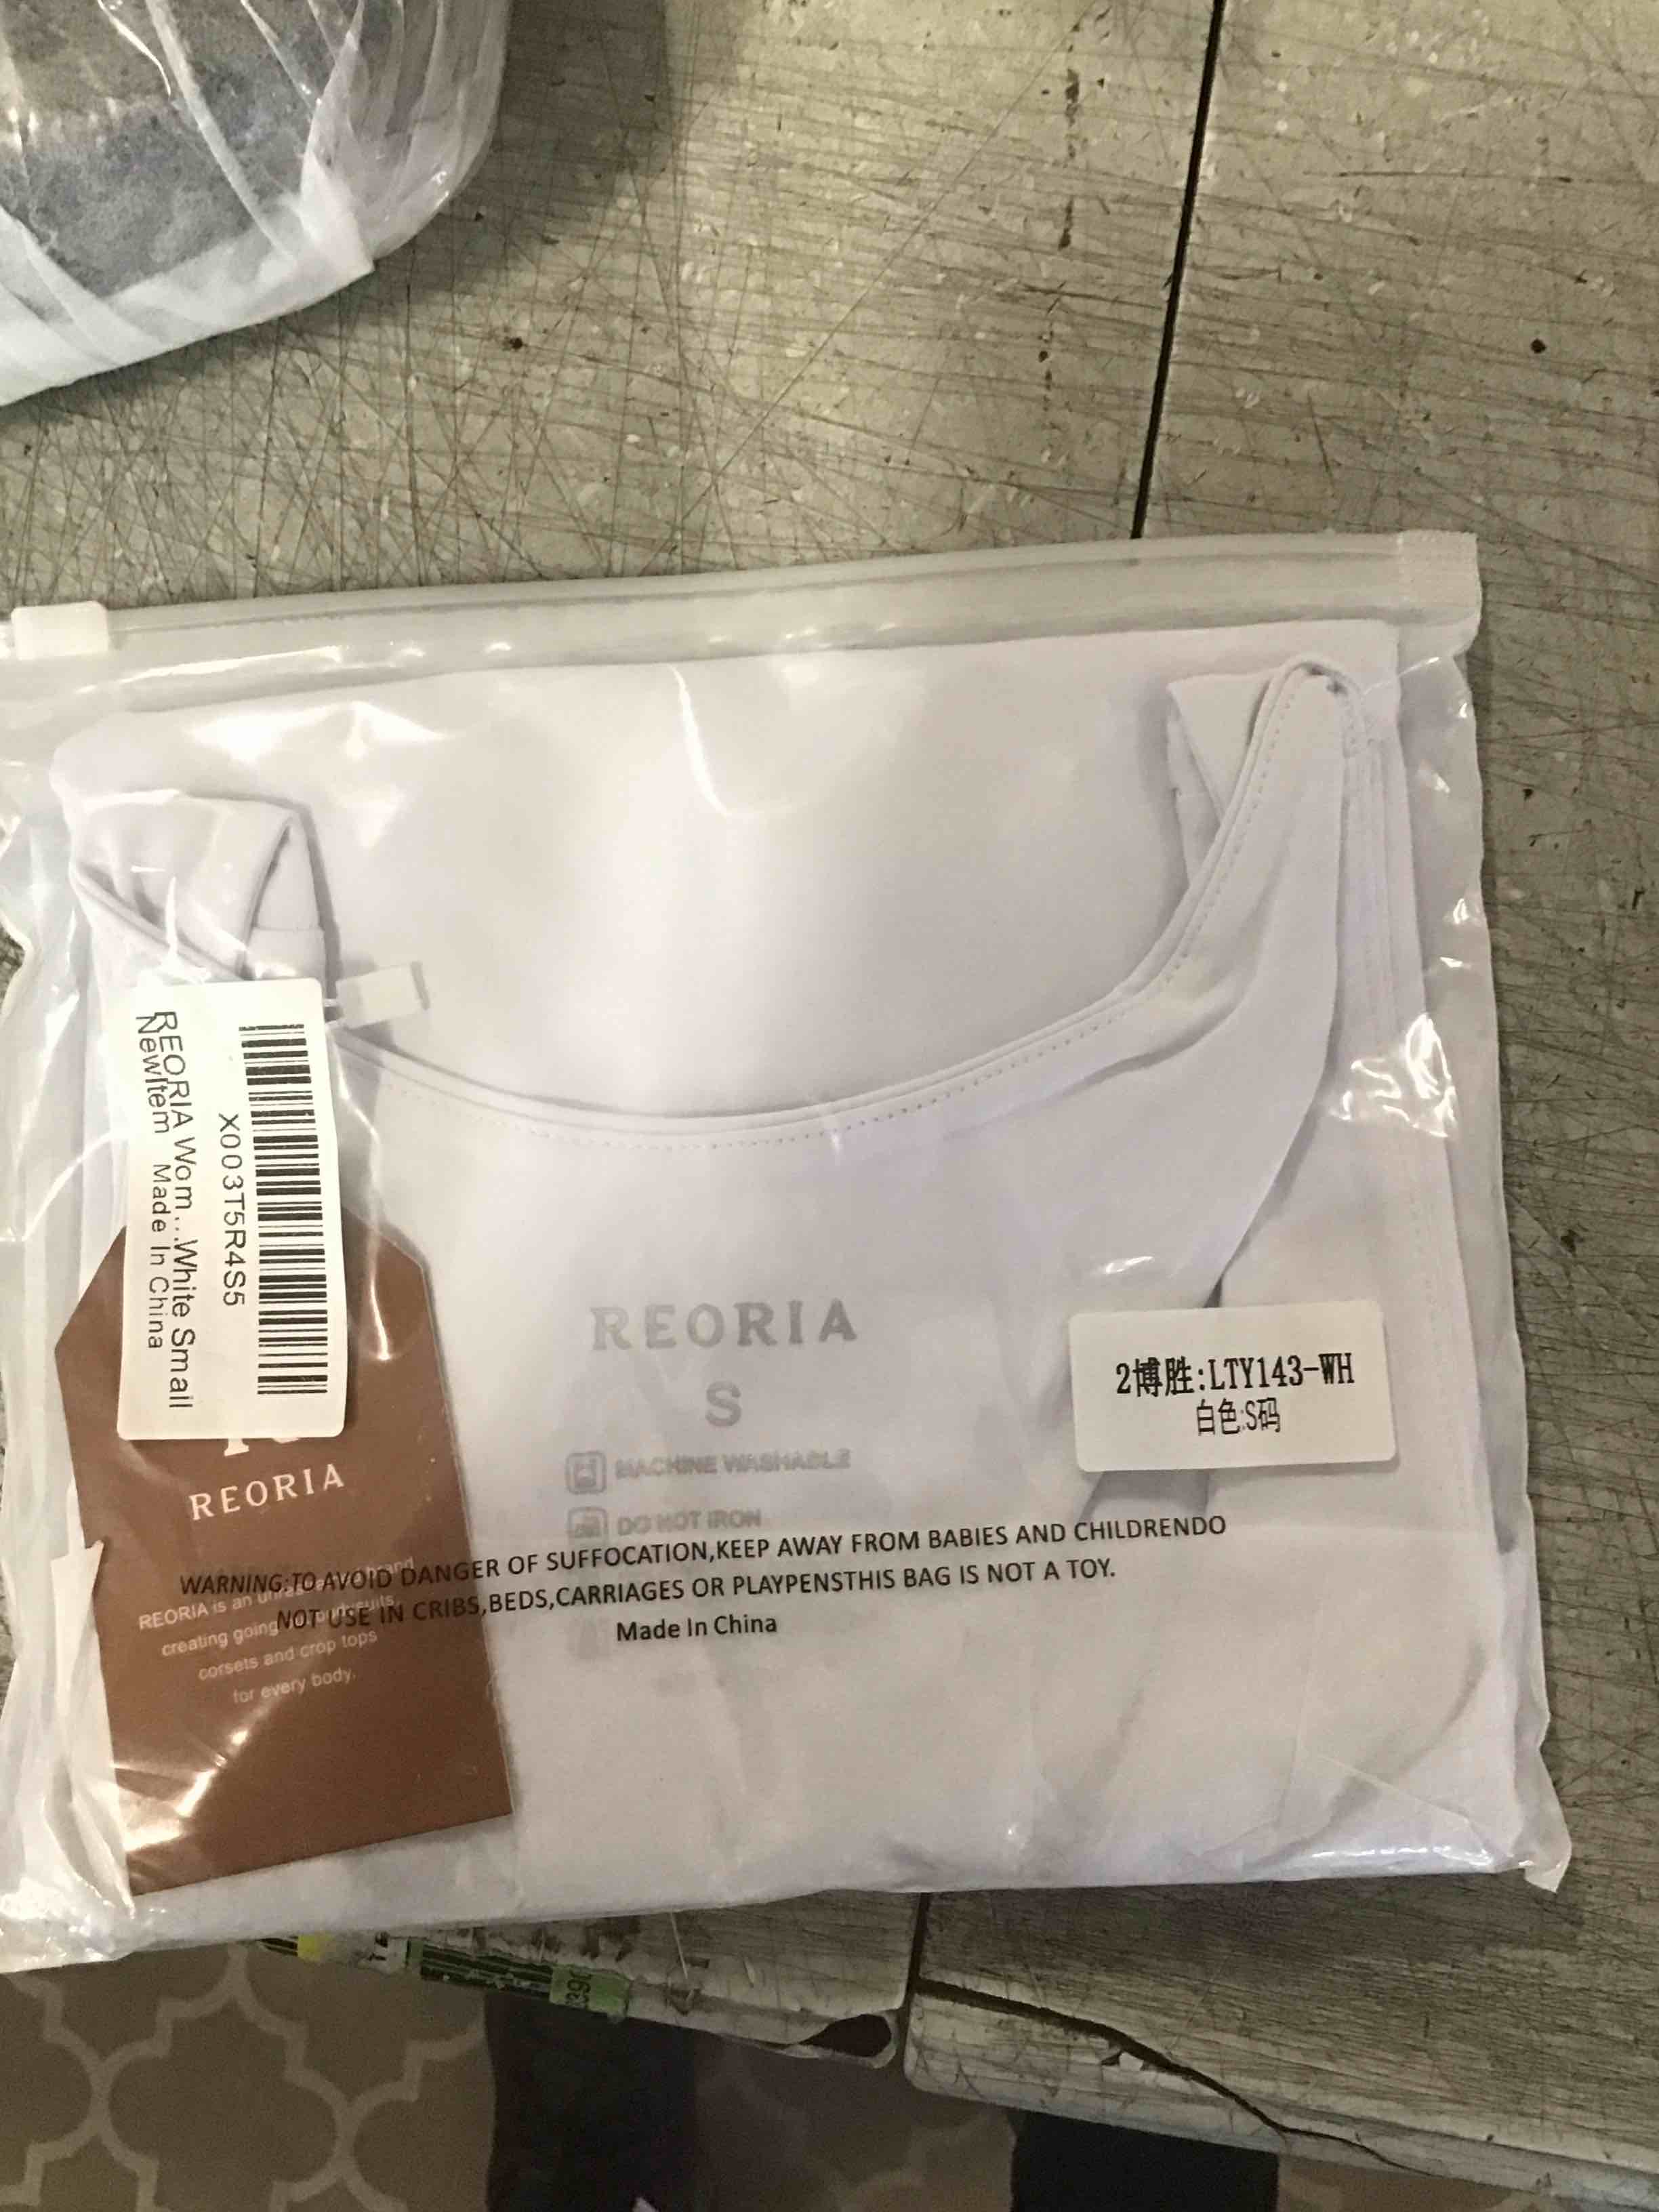 X003T5R4S5
REORIA Wom...White Small
NewItem Made In China
REORIA
REORIA is an
creating going
corsets and crop tops
for every body.
REORIA
S
MACHINE WASHABLE
DO NOT IRON
2博胜:LTY143-WH
白色:S码
WARNING:TO AVOID DANGER OF SUFFOCATION,KEEP AWAY FROM BABIES AND CHILDRENDO
NOT USE IN CRIBS,BEDS,CARRIAGES OR PLAYPENSTHIS BAG IS NOT A TOY.
Made In China